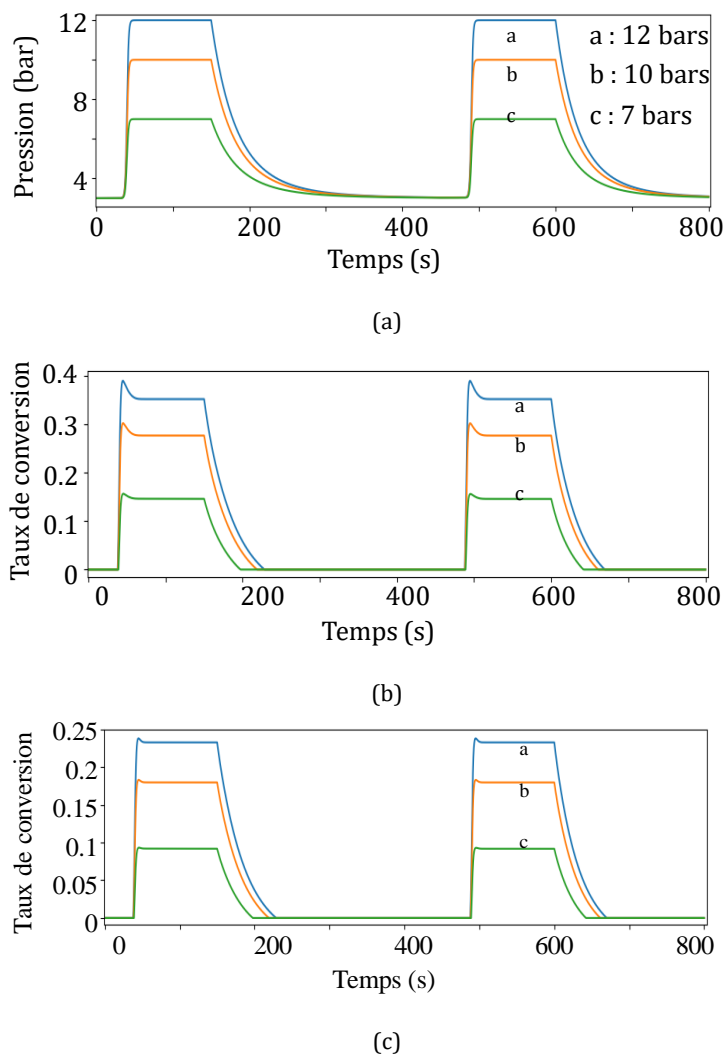 12
8
4
Pression (bar)
a
b
c
a : 12 bars
b : 10 bars
c : 7 bars
0
200
400
600
800
Temps (s)
(a)
0.4
0.3
0.2
0.1
0
Taux de conversion
a
b
c
0
200
400
600
800
Temps (s)
(b)
0.25
0.2
0.15
0.1
0.05
0
Taux de conversion
a
b
c
0
200
400
600
800
Temps (s)
(c)